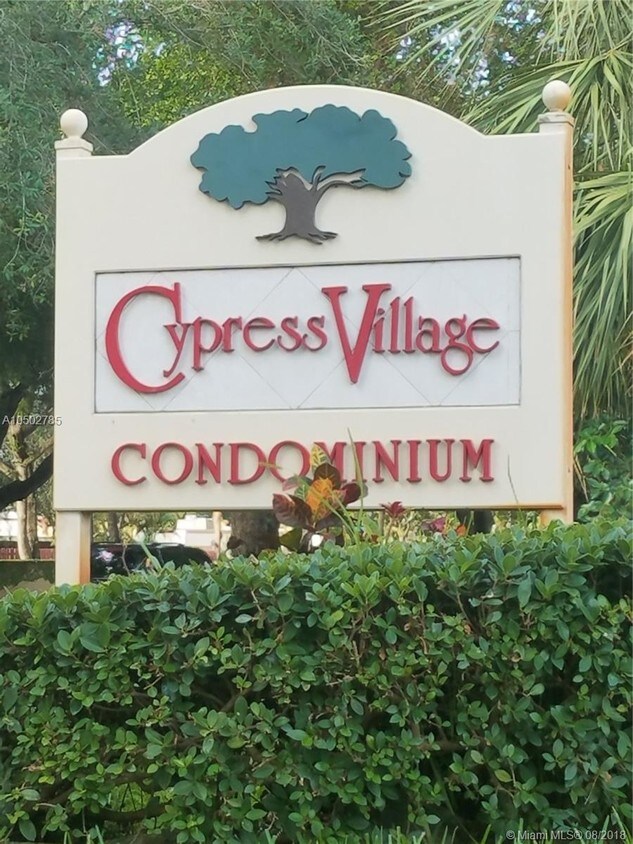 Cypress Village
CONDOMINIUM
A10502785
© Miami MLS® 08/2018